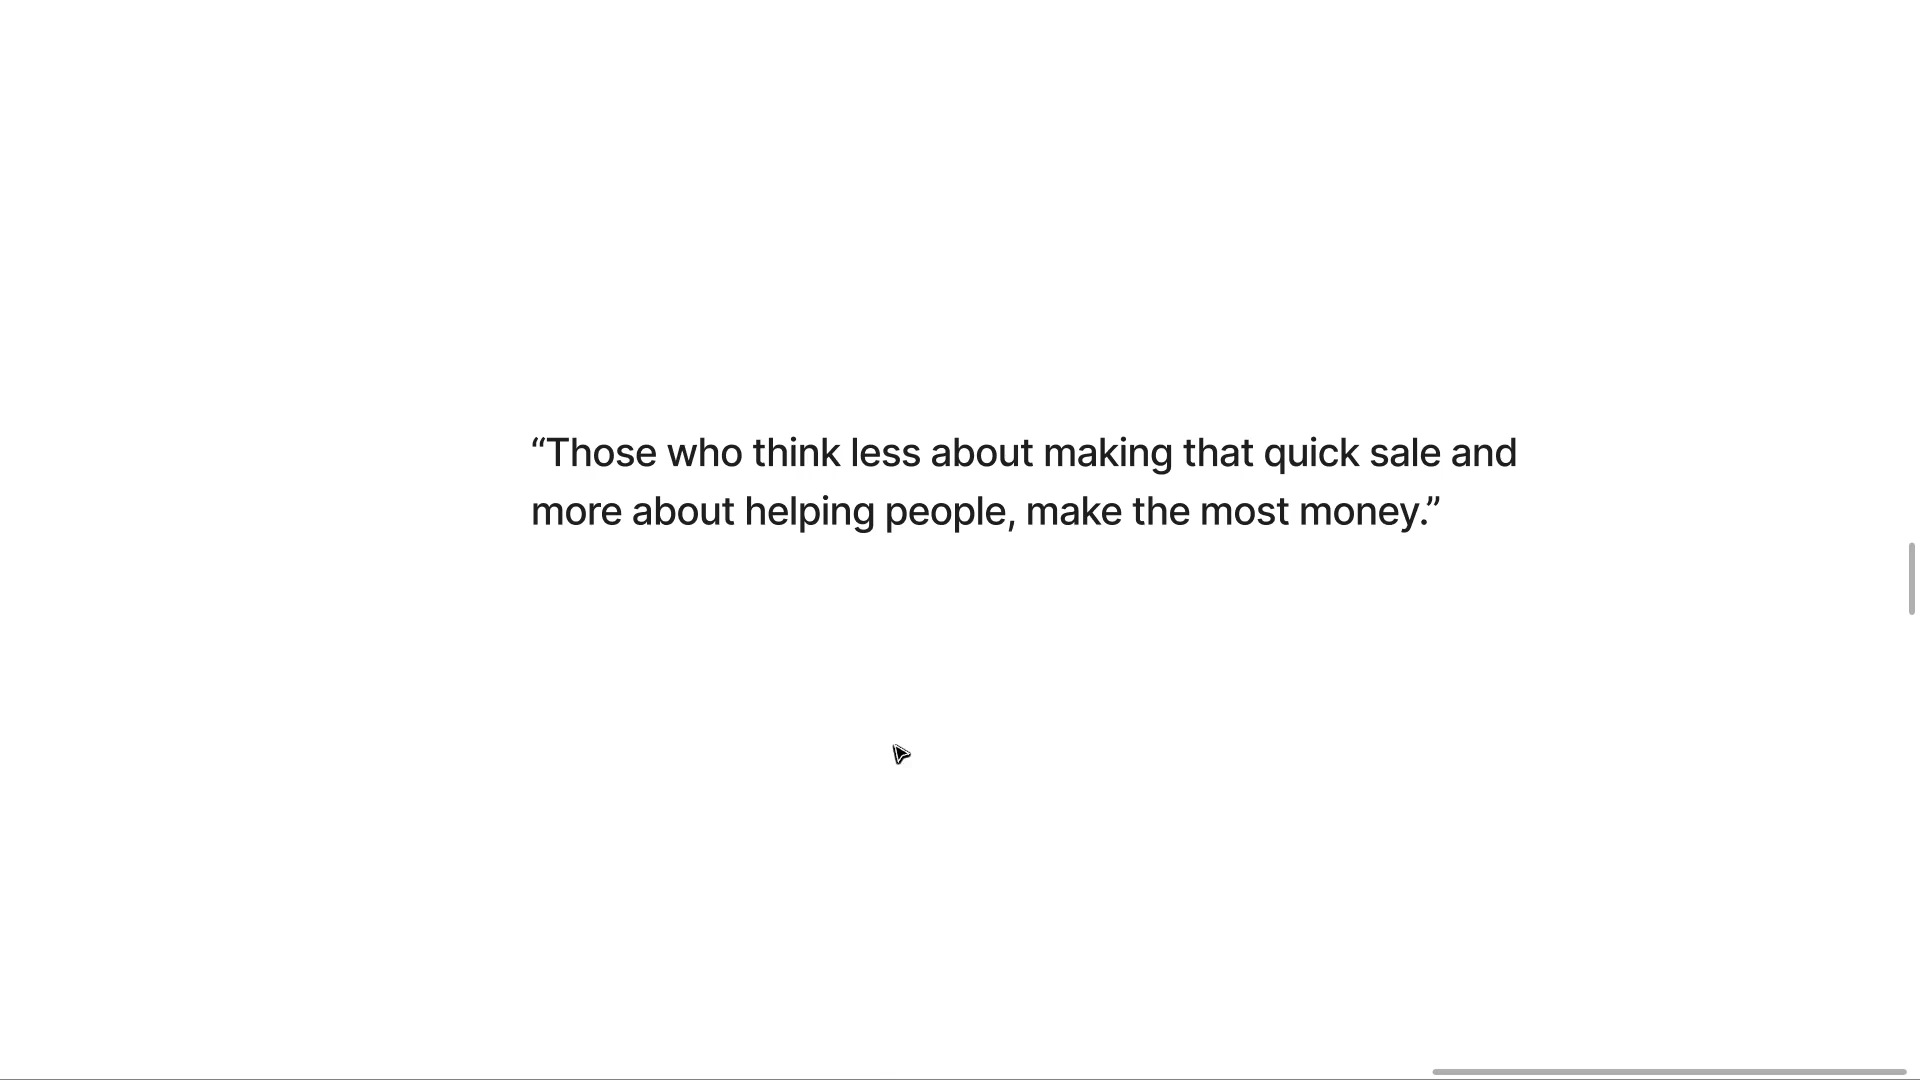 “Those who think less about making that quick sale and
more about helping people, make the most money.”